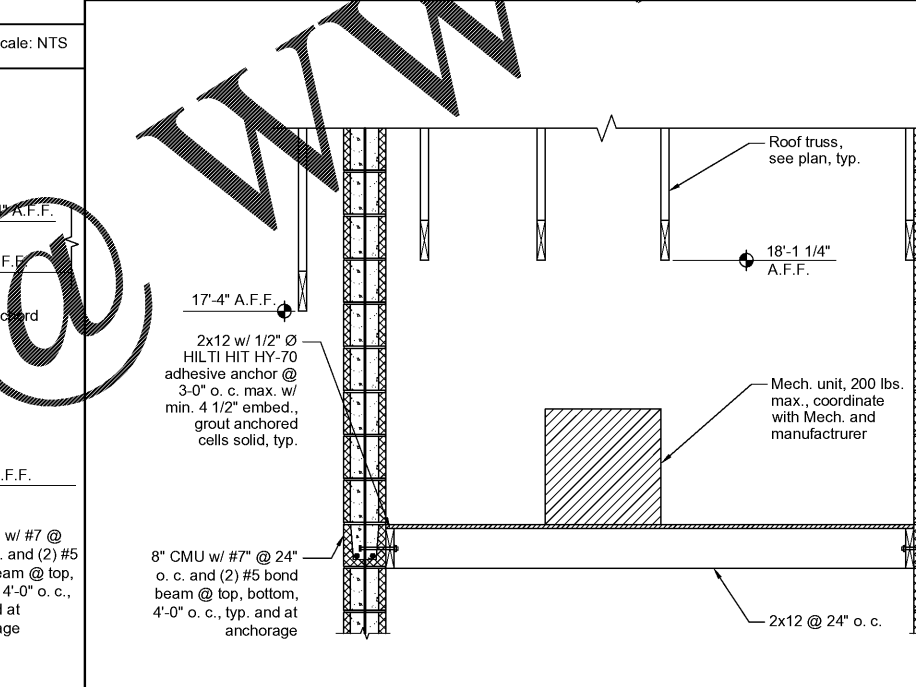 cale: NTS
" A.F.F.
F.F.
chord
.F.F.
w/ #7 @
. and (2) #5
eam @ top,
4'-0" o. c.,
d at
age
@
WW
Roof truss,
see plan, typ.
18'-1 1/4"
A.F.F.
17'-4" A.F.F.
2x12 w/ 1/2" Ø
HILTI HIT HY-70
adhesive anchor @
3-0" o. c. max. w/
min. 4 1/2" embed.,
grout anchored
cells solid, typ.
Mech. unit, 200 lbs.
max., coordinate
with Mech. and
manufactrurer
8" CMU w/ #7" @ 24"
o. c. and (2) #5 bond
beam @ top, bottom,
4'-0" o. c., typ. and at
anchorage
2x12 @ 24" o. c.